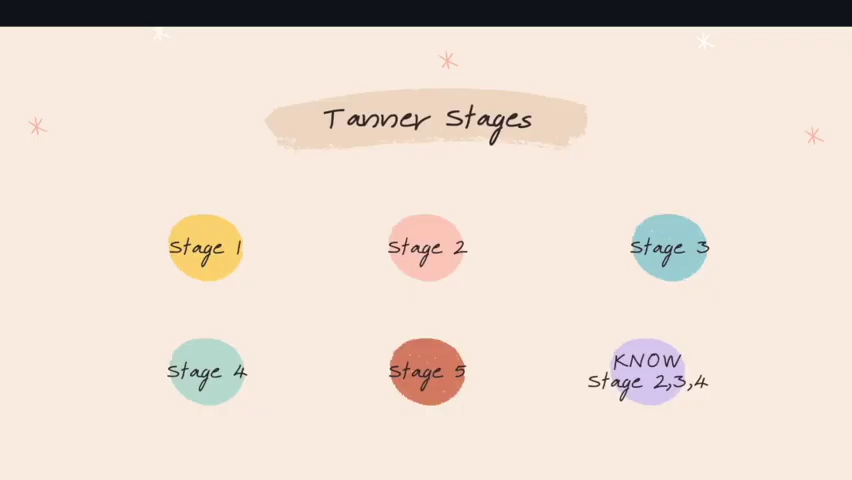 Tanner Stages
Stage 1
Stage 2
Stage 3
Stage 4
Stage 5
KNOW
Stage 2,3,4